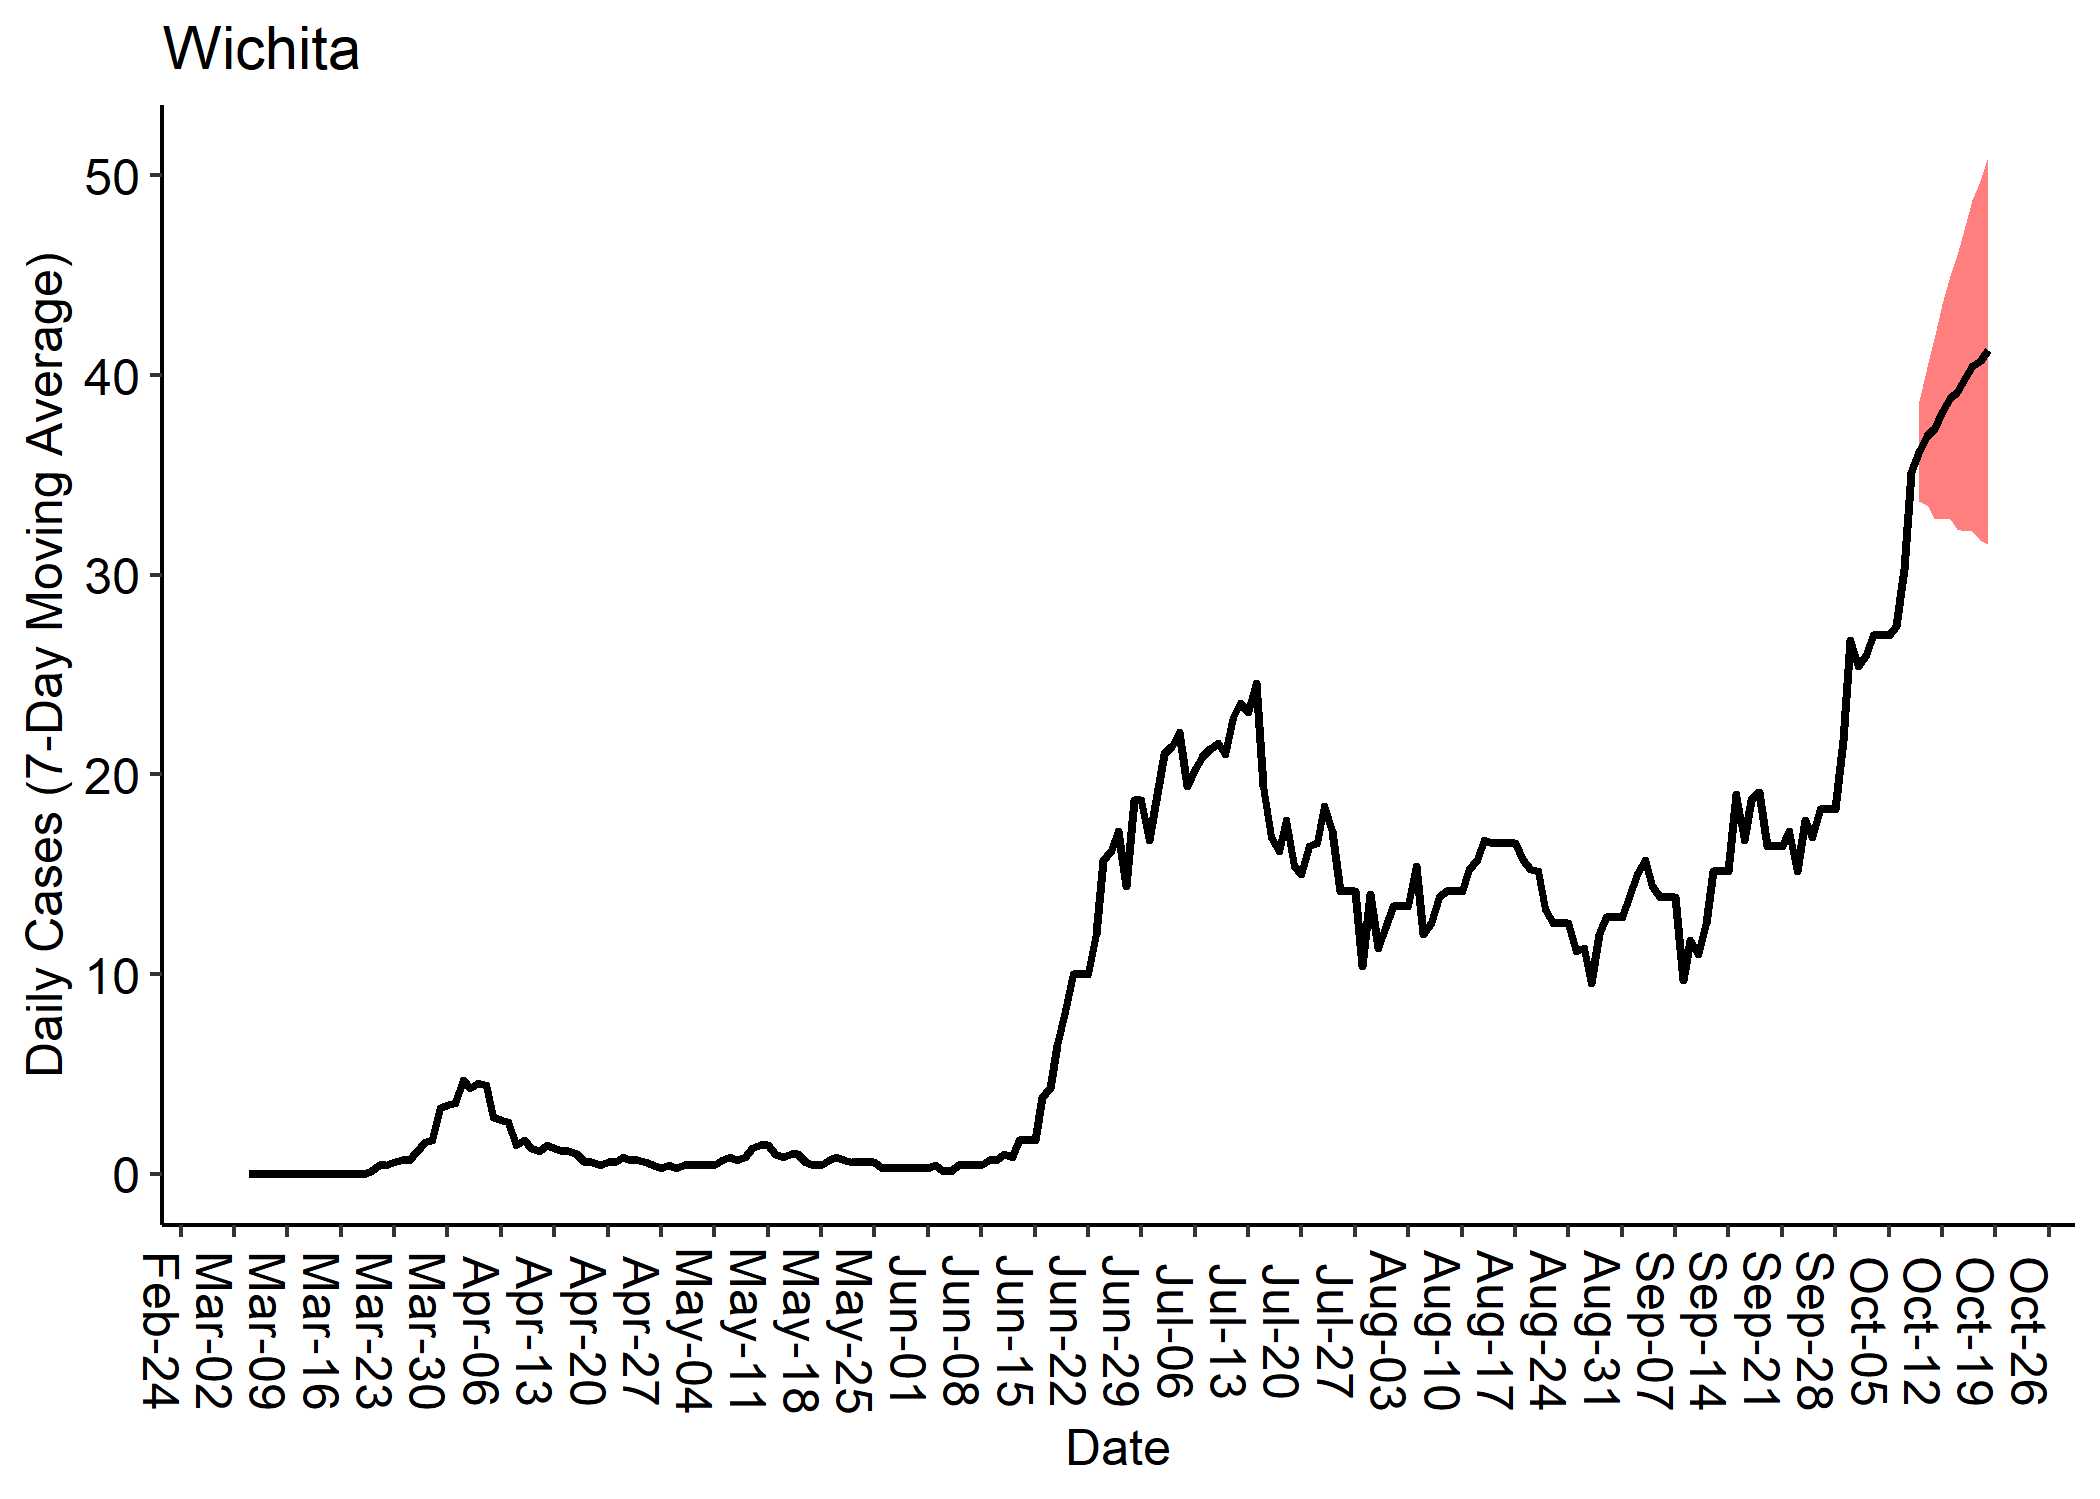 Wichita
Daily Cases (7-Day Moving Average)
50
40
30
20
10
0
Feb-24
Mar-02
Mar-09
Mar-16
Mar-23
Mar-30
Apr-06
Apr-13
Apr-20
Apr-27
May-04
May-11
May-18
May-25
Jun-01
Jun-08
Jun-15
Jun-22
Jun-29
Jul-06
Jul-13
Jul-20
Jul-27
Aug-03
Aug-10
Aug-17
Aug-24
Aug-31
Sep-07
Sep-14
Sep-21
Sep-28
Oct-05
Oct-12
Oct-19
Oct-26
Date